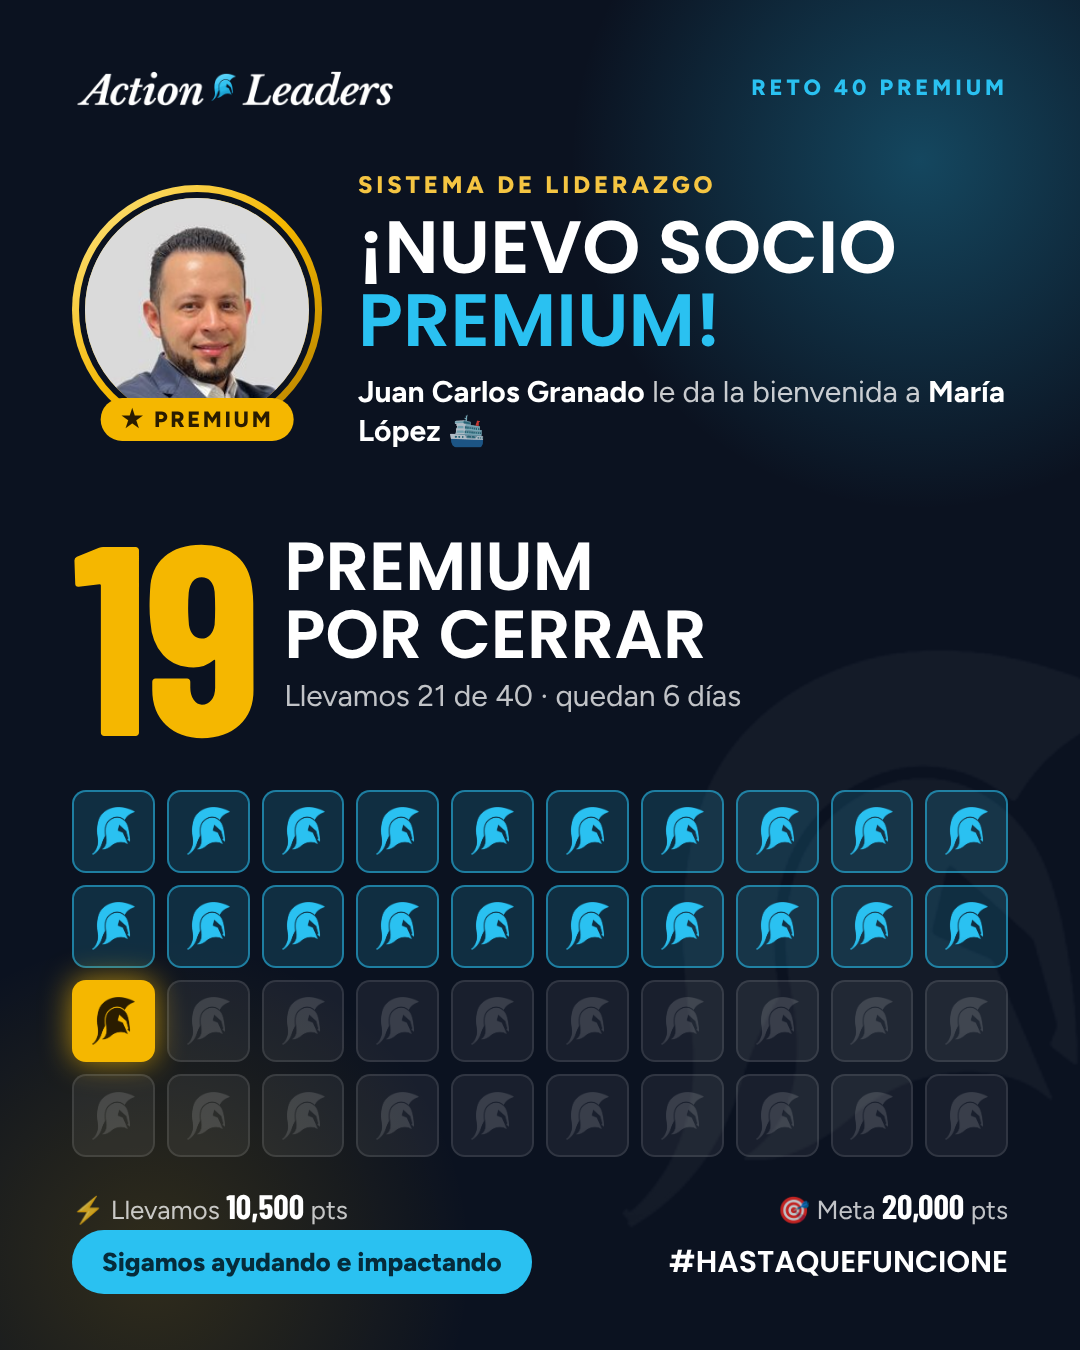 Action Leaders
RETO 40 PREMIUM
SISTEMA DE LIDERAZGO
¡NUEVO SOCIO
PREMIUM!
Juan Carlos Granado le da la bienvenida a María
López 🛳️
★ PREMIUM
19
PREMIUM
POR CERRAR
Llevamos 21 de 40 · quedan 6 días
⚡ Llevamos 10,500 pts
🎯 Meta 20,000 pts
Sigamos ayudando e impactando
#HASTAQUEFUNCIONE